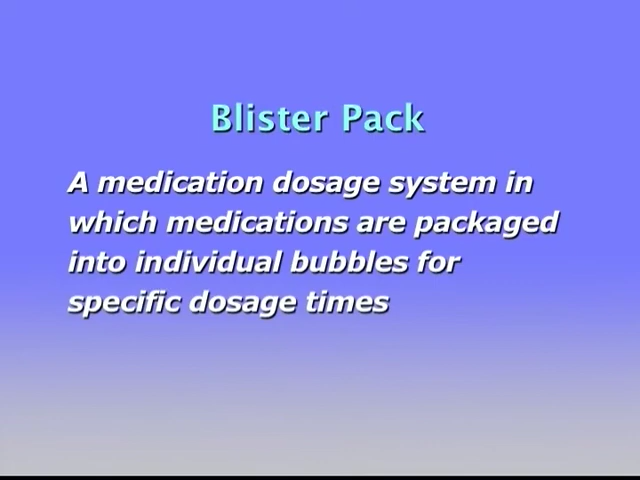 Blister Pack
A medication dosage system in
which medications are packaged
into individual bubbles for
specific dosage times